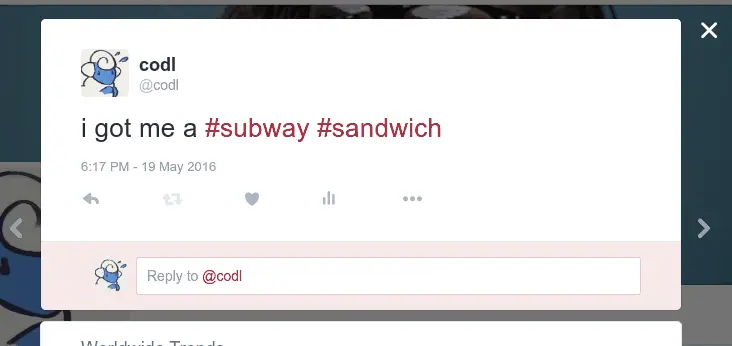 codl
@codl
i got me a #subway #sandwich
6:17 PM - 19 May 2016
Reply to @codl
Worldwide Trends